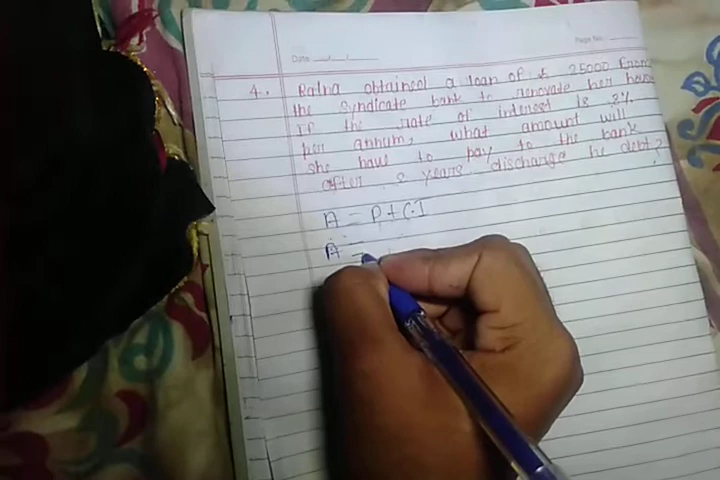 Date
Page No:
4. Ratna obtained a loan of ₹ 25000 from
the Syndicate bank to renovate her house
If the rate of interest is 8%
per annum, what amount will
she have to pay to the bank
after 2 years discharge he debt?
A = P + C.I
A =